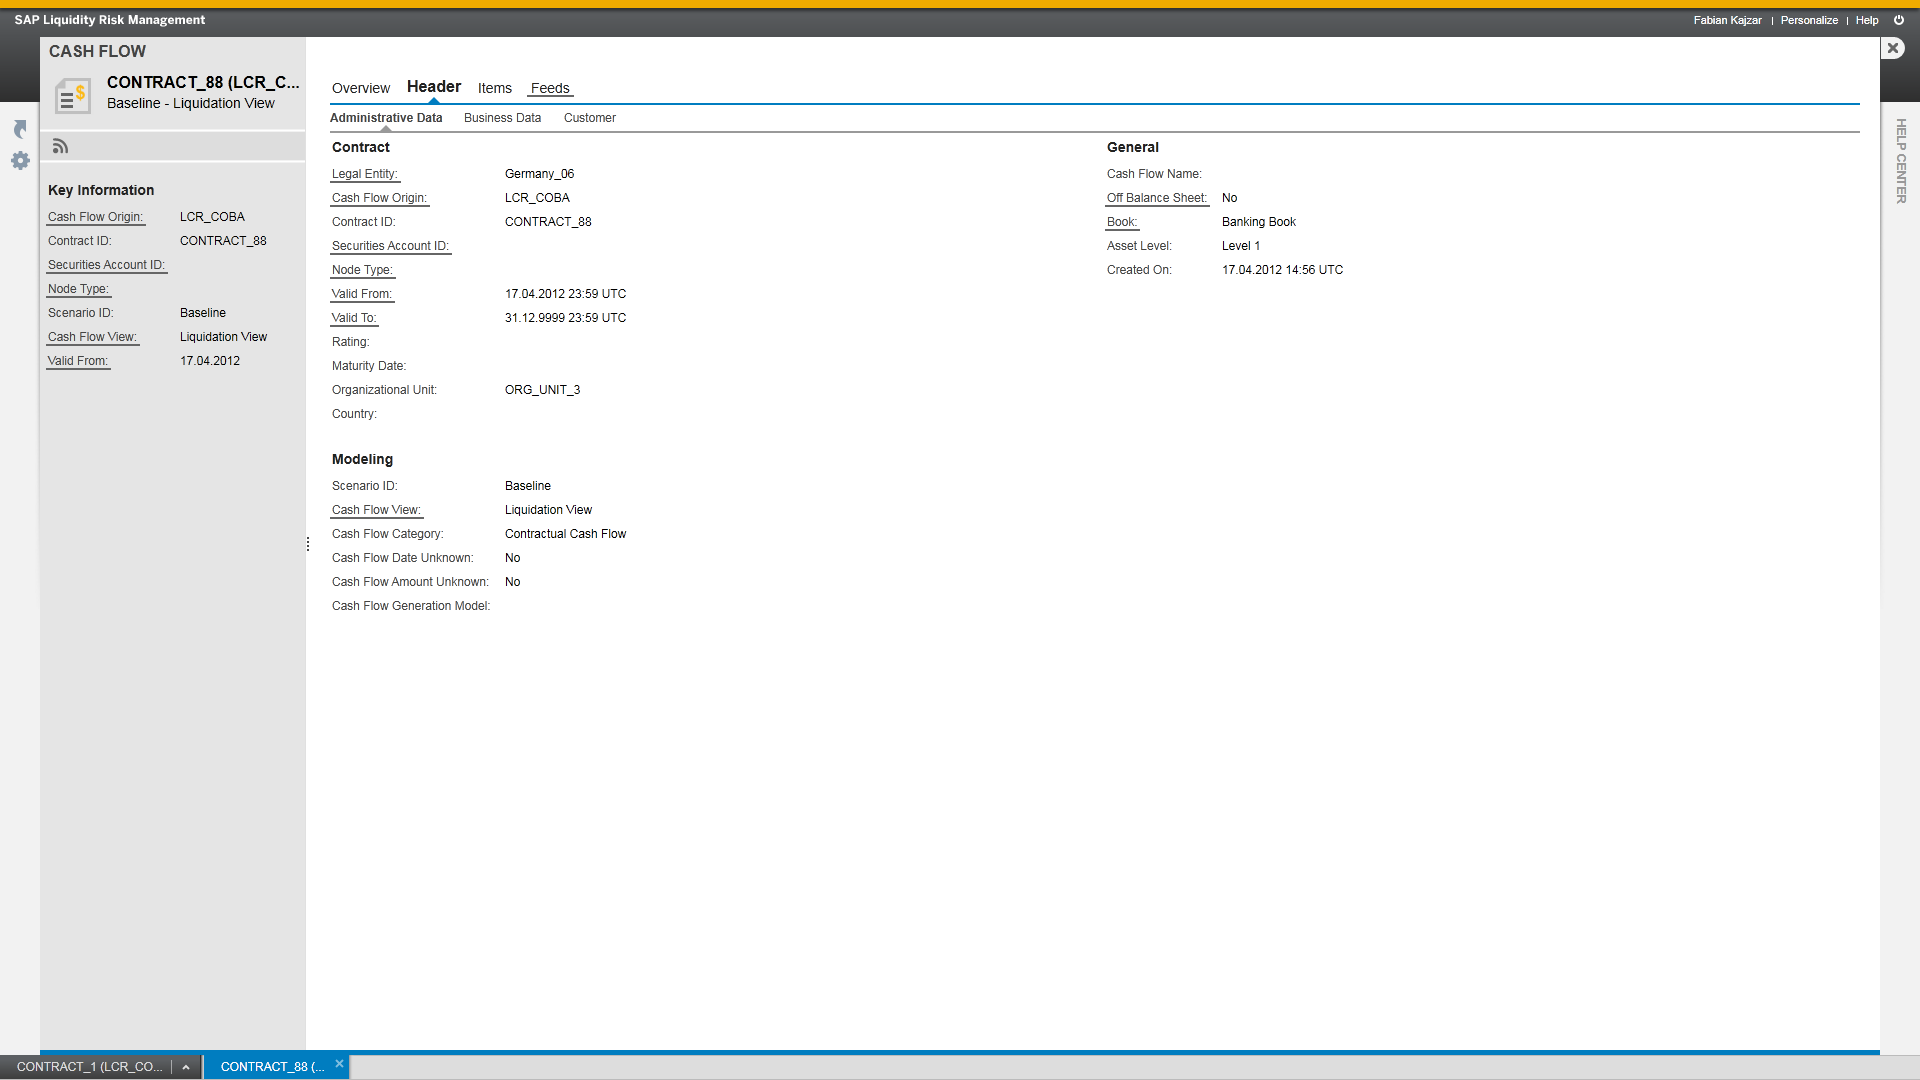 SAP Liquidity Risk Management
Fabian Kajzar | Personalize | Help
CASH FLOW
CONTRACT_88 (LCR_C...
Baseline - Liquidation View
Key Information
Cash Flow Origin: LCR_COBA
Contract ID: CONTRACT_88
Securities Account ID:
Node Type:
Scenario ID: Baseline
Cash Flow View: Liquidation View
Valid From: 17.04.2012
Overview Header Items Feeds
Administrative Data Business Data Customer
Contract
Legal Entity: Germany_06
Cash Flow Origin: LCR_COBA
Contract ID: CONTRACT_88
Securities Account ID:
Node Type:
Valid From: 17.04.2012 23:59 UTC
Valid To: 31.12.9999 23:59 UTC
Rating:
Maturity Date:
Organizational Unit: ORG_UNIT_3
Country:
Modeling
Scenario ID: Baseline
Cash Flow View: Liquidation View
Cash Flow Category: Contractual Cash Flow
Cash Flow Date Unknown: No
Cash Flow Amount Unknown: No
Cash Flow Generation Model:
General
Cash Flow Name:
Off Balance Sheet: No
Book: Banking Book
Asset Level: Level 1
Created On: 17.04.2012 14:56 UTC
HELP CENTER
CONTRACT_1 (LCR_CO... CONTRACT_88 (...